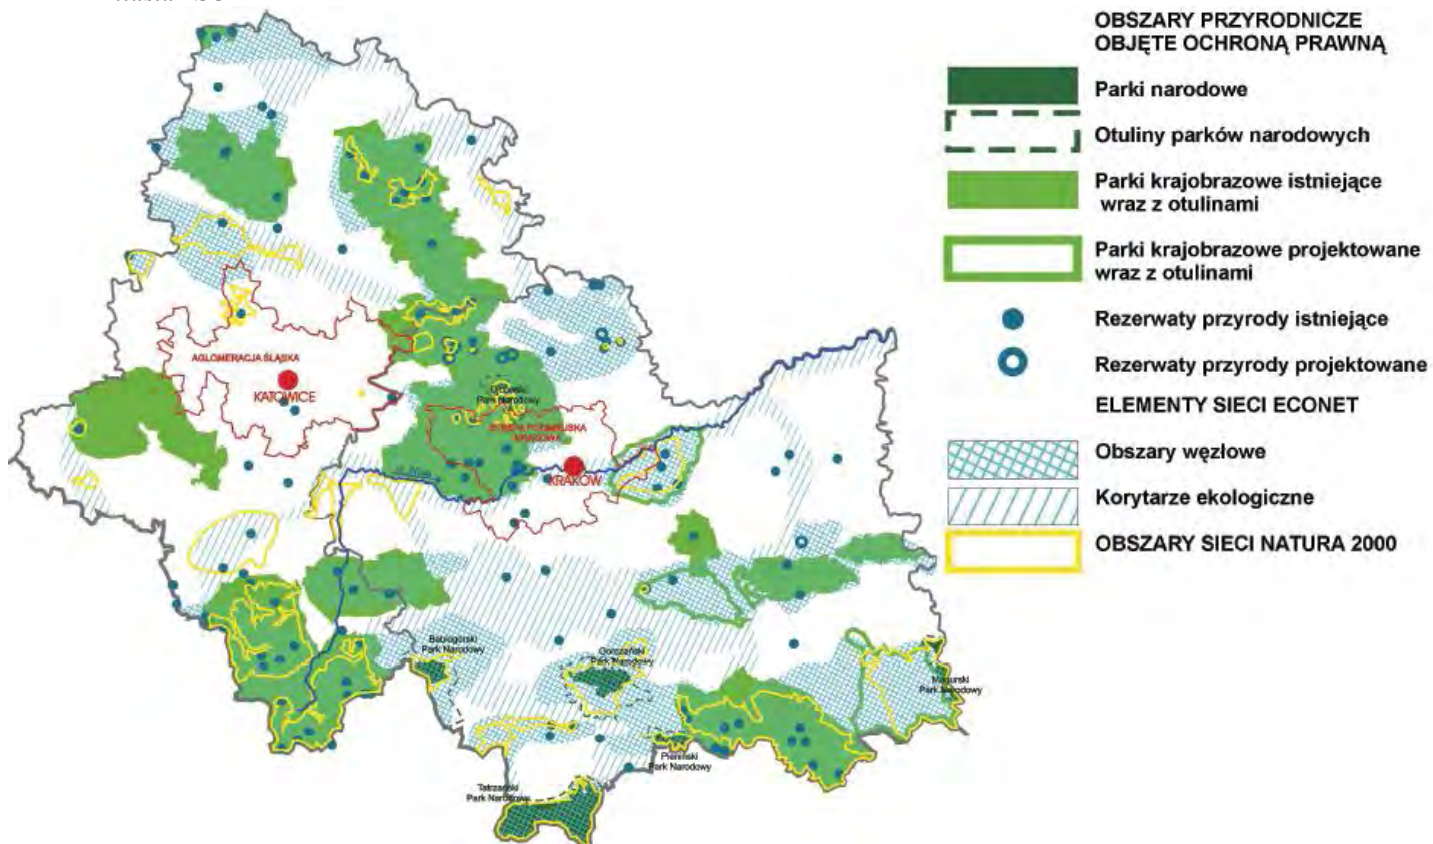 OBSZARY PRZYRODNICZE
OBJĘTE OCHRONĄ PRAWNĄ
Parki narodowe
Otuliny parków narodowych
Parki krajobrazowe istniejące
wraz z otulinami
Parki krajobrazowe projektowane
wraz z otulinami
Rezerwaty przyrody istniejące
Rezerwaty przyrody projektowane
ELEMENTY SIECI ECONET
Obszary węzłowe
Korytarze ekologiczne
OBSZARY SIECI NATURA 2000
AGLOMERACJA ŚLĄSKA
KATOWICE
Park Narodowy
KRAKÓW
Babiogórski
Park Narodowy
Gorczański
Park Narodowy
Magurski
Park Narodowy
Pieniński
Park Narodowy
Tatrzański
Park Narodowy